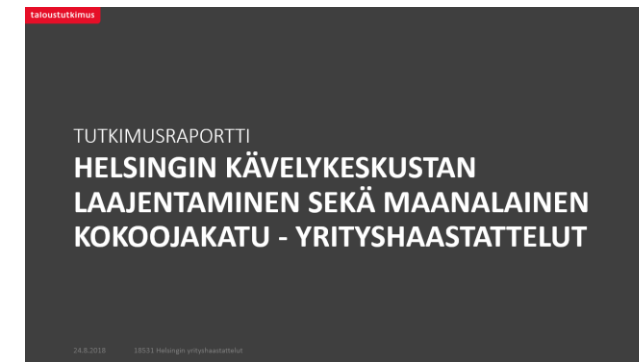 taloustutkimus
TUTKIMUSRAPORTTI
HELSINGIN KÄVELYKESKUSTAN
LAAJENTAMINEN SEKÄ MAANALAINEN
KOKOOJAKATU - YRITYSHAASTATTELUT
24.8.2018 18531 Helsingin yrityshaastattelut